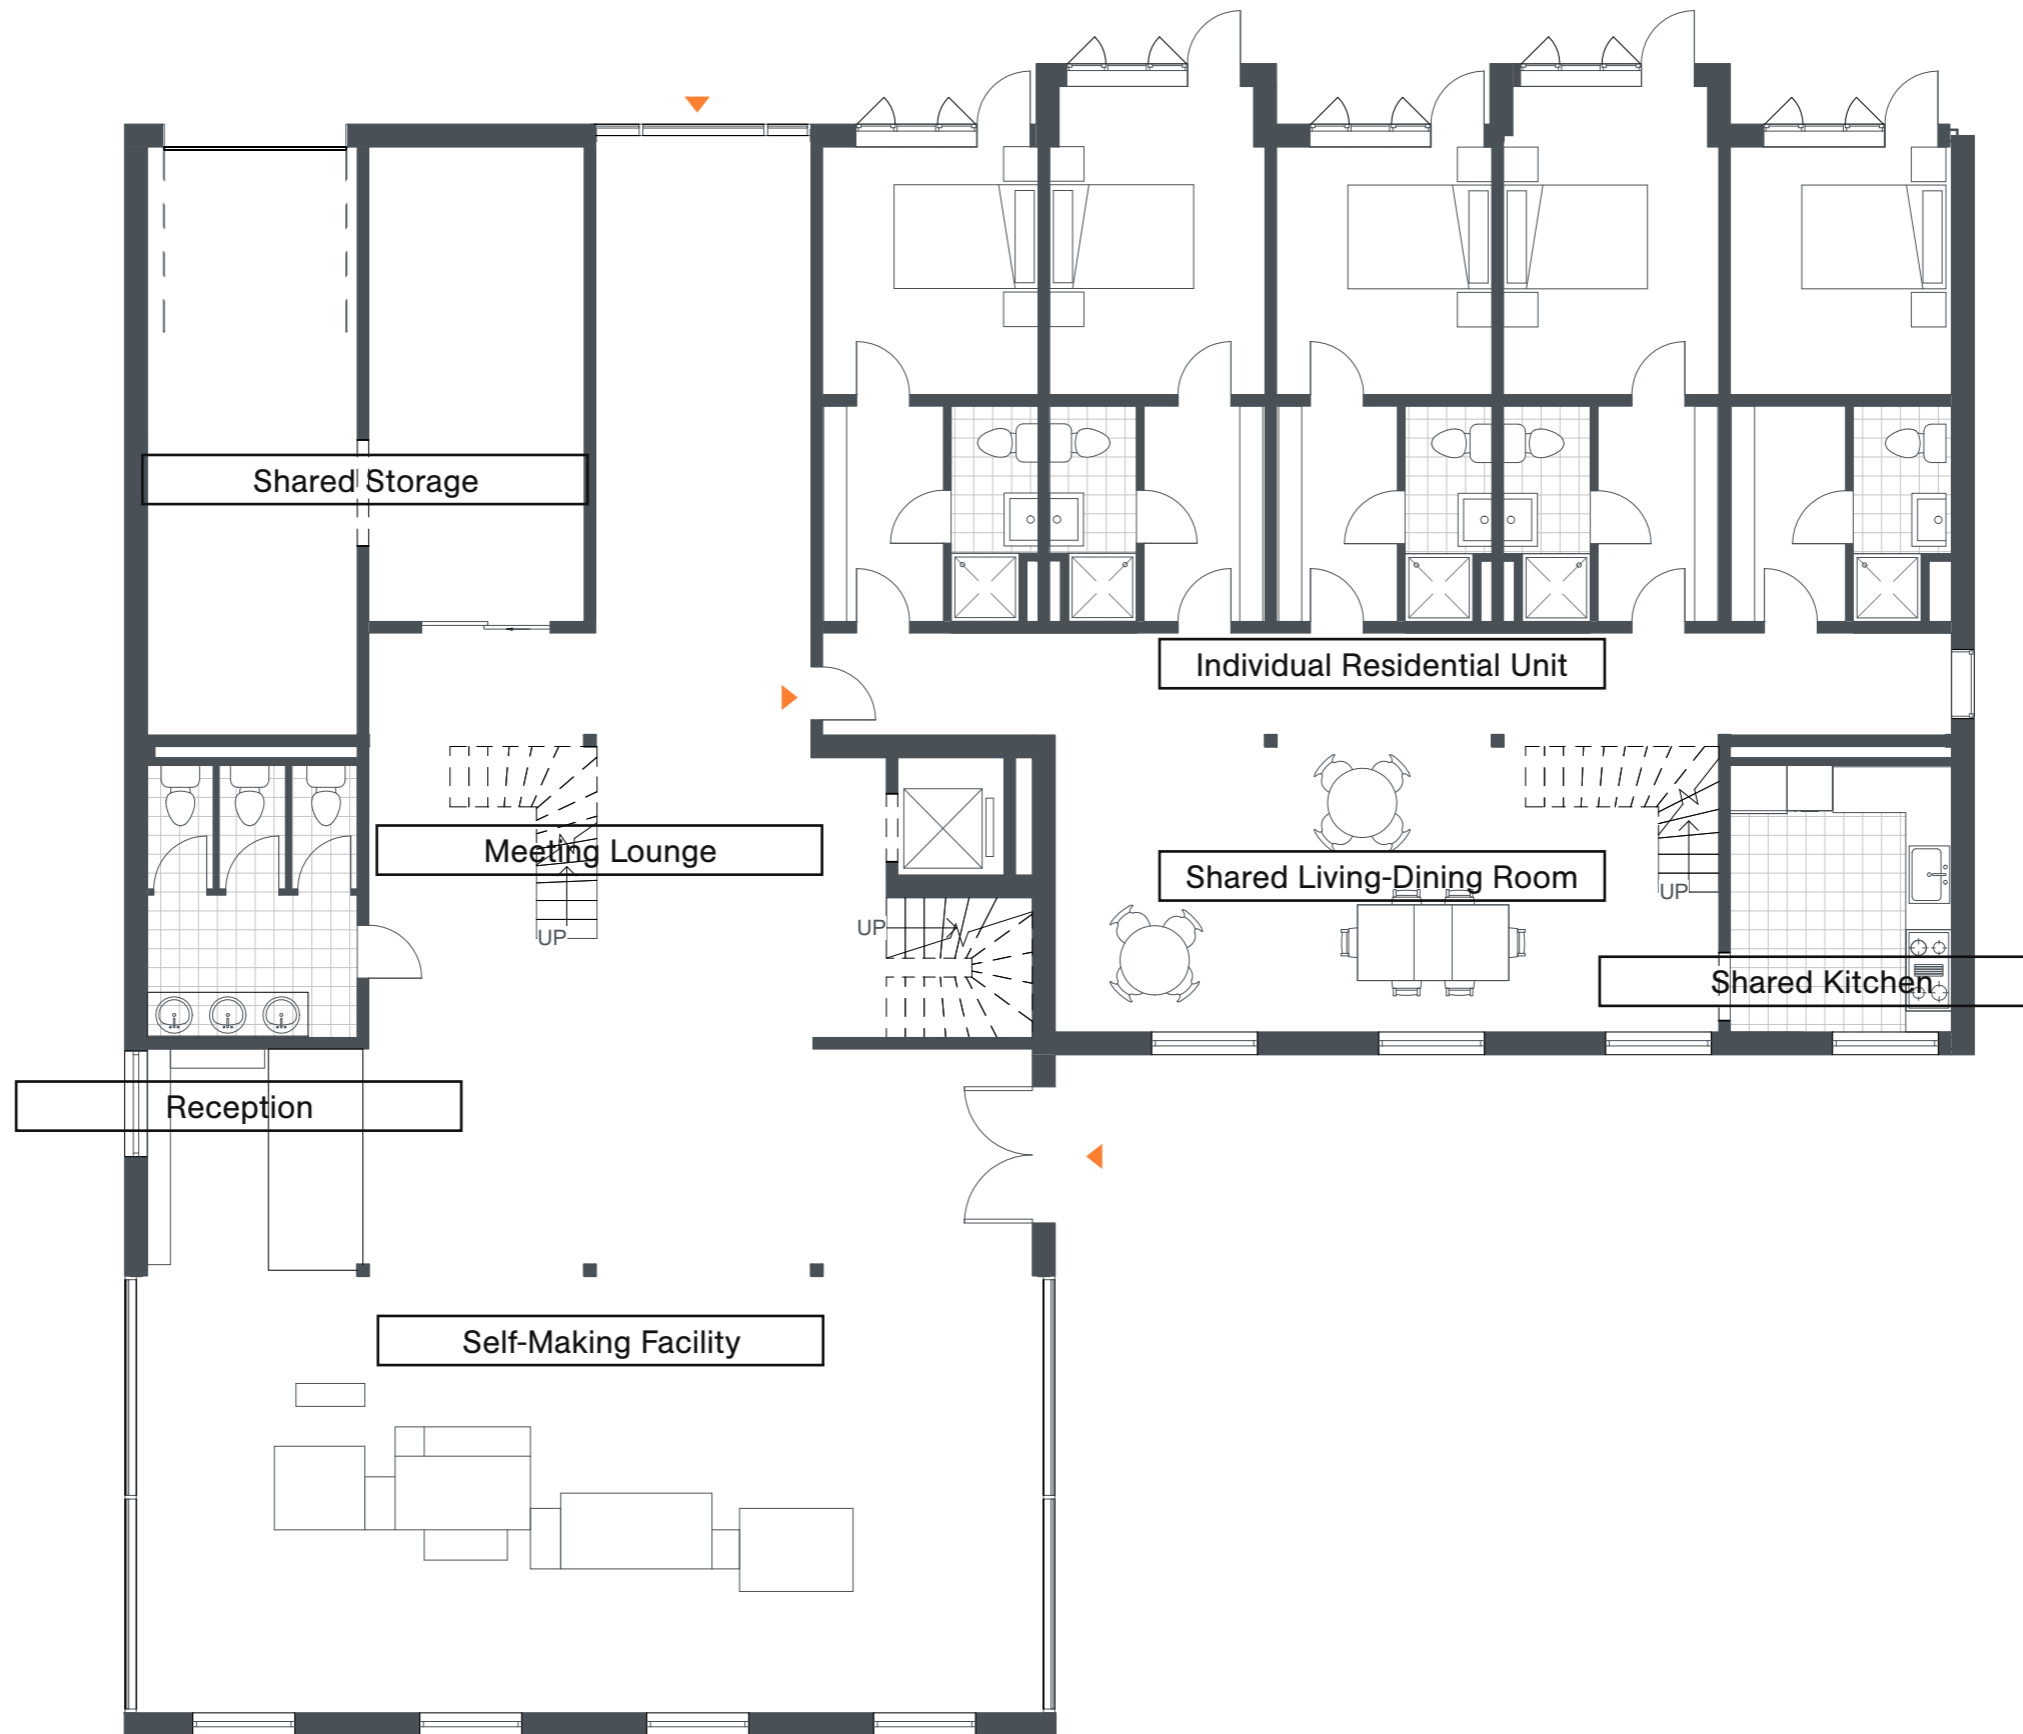 Shared Storage
Individual Residential Unit
Meeting Lounge
Shared Living-Dining Room
UP
UP
UP
Shared Kitchen
Reception
Self-Making Facility